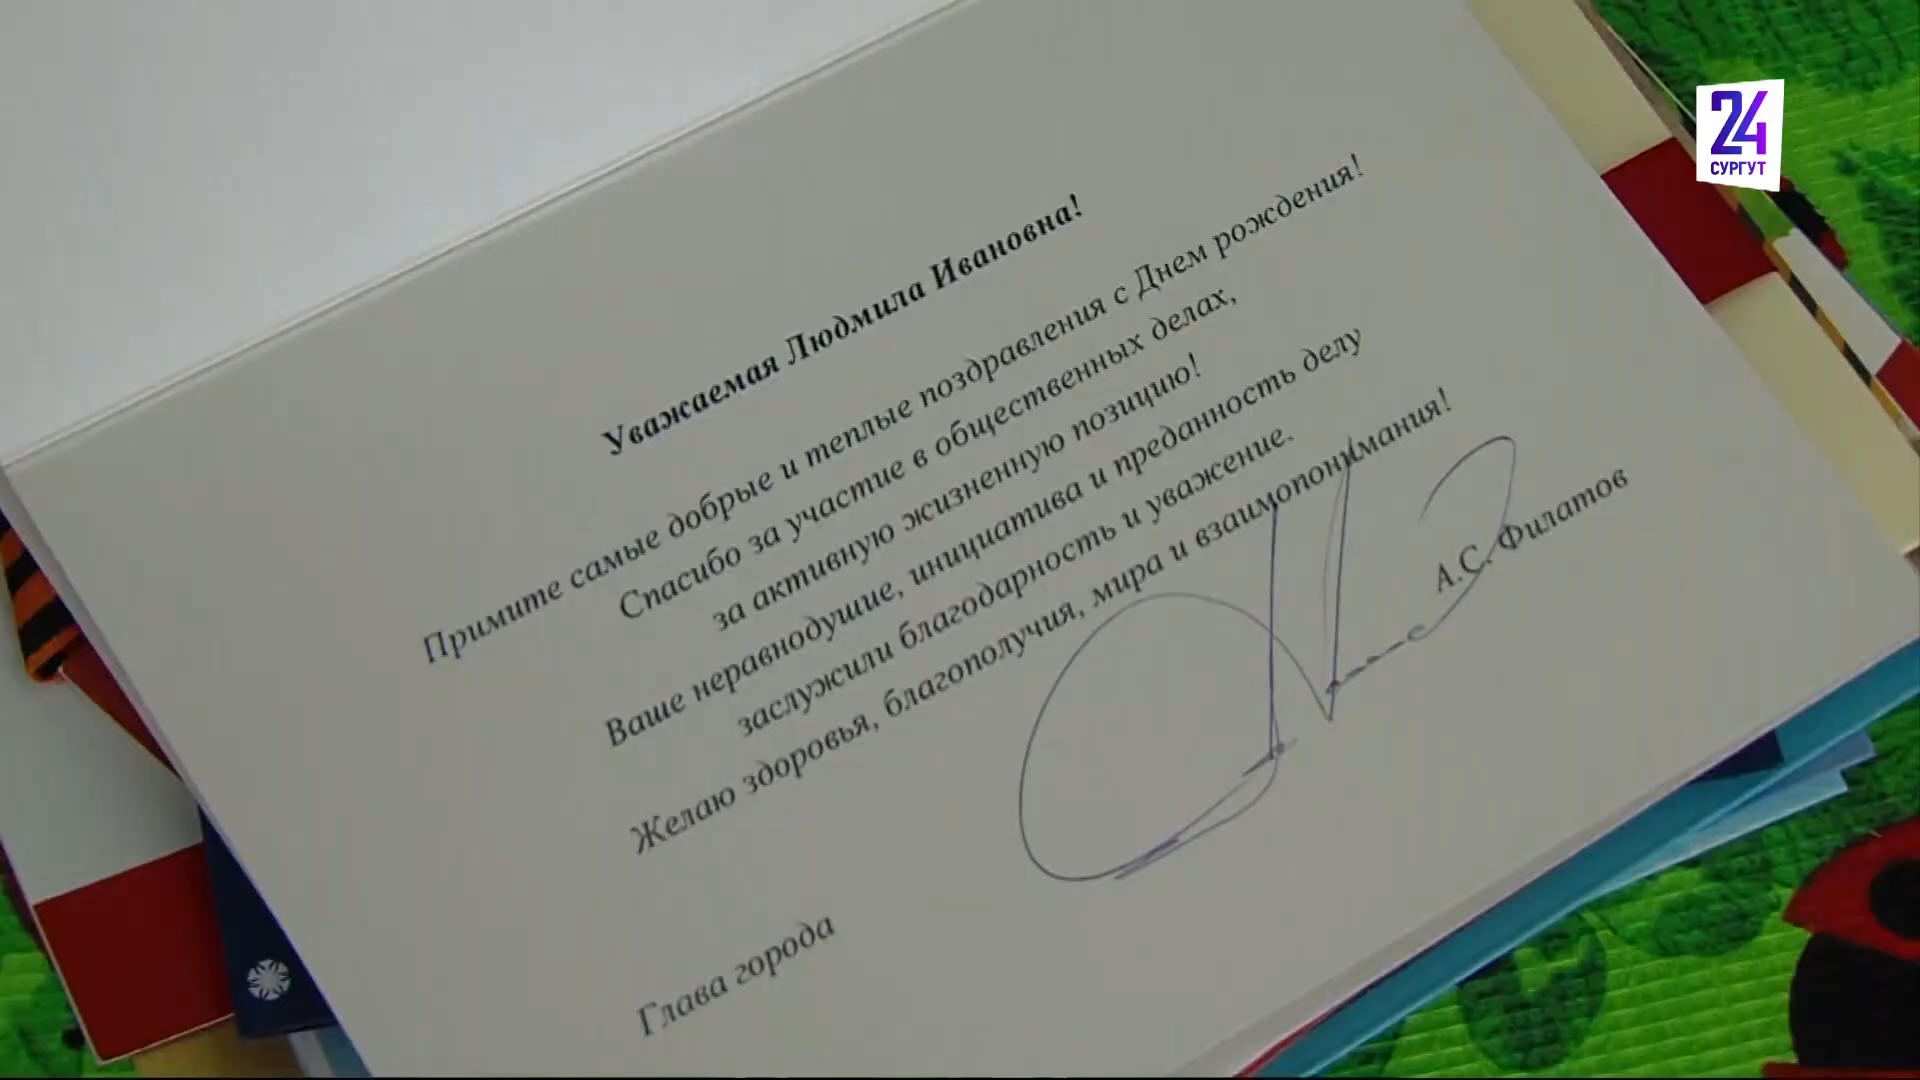 24
СУРГУТ
Уважаемая Людмила Ивановна!
Примите самые добрые и теплые поздравления с Днем рождения!
Спасибо за участие в общественных делах,
за активную жизненную позицию!
Ваше неравнодушие, инициатива и преданность делу
заслужили благодарность и уважение.
Желаю здоровья, благополучия, мира и взаимопонимания!
Глава города
А.С. Филатов